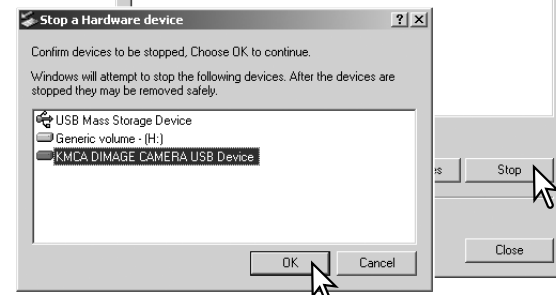 Stop a Hardware device
Confirm devices to be stopped, Choose OK to continue.
Windows will attempt to stop the following devices. After the devices are
stopped they may be removed safely.
USB Mass Storage Device
Generic volume - (H:)
KMCA DIMAGE CAMERA USB Device
OK
Cancel
Stop
Close